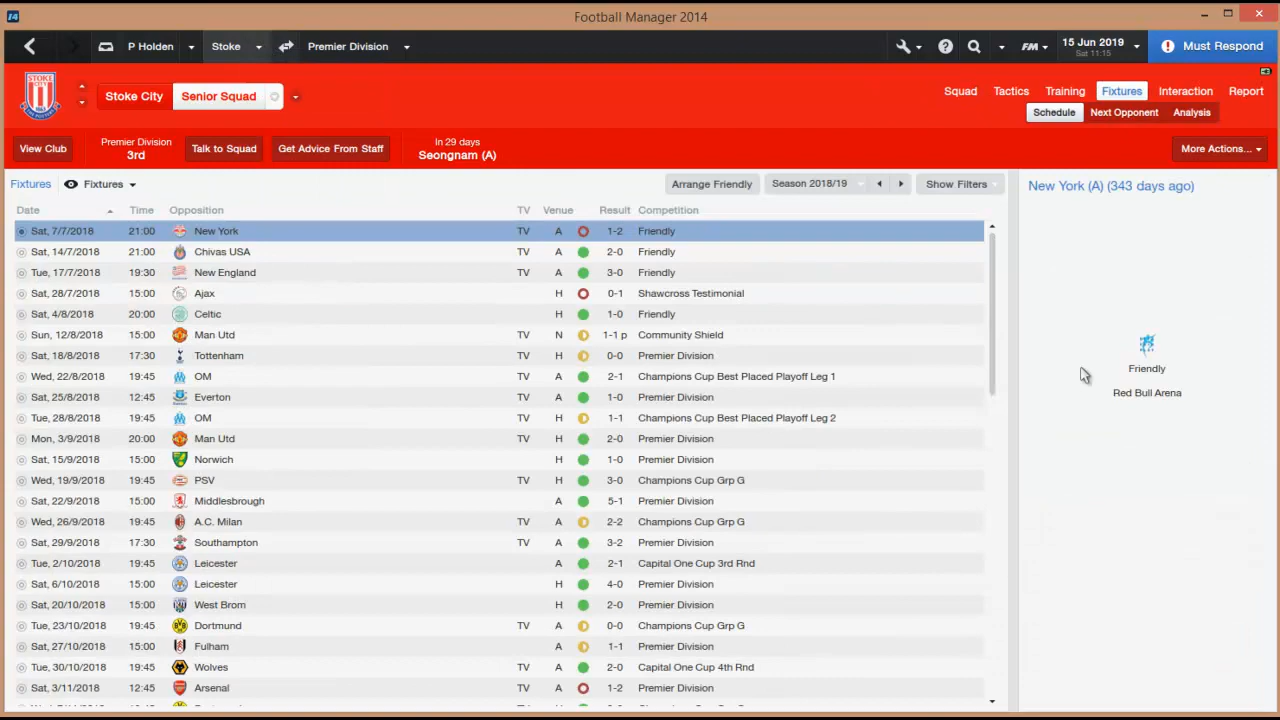 Football Manager 2014
P Holden Stoke Premier Division FM 15 Jun 2019 Sat 11:15 Must Respond
Stoke City Senior Squad
Squad Tactics Training Fixtures Interaction Report
Schedule Next Opponent Analysis
View Club Premier Division 3rd Talk to Squad Get Advice From Staff In 29 days Seongnam (A) More Actions...
Fixtures Fixtures Arrange Friendly Season 2018/19 Show Filters
Date Time Opposition TV Venue Result Competition
Sat, 7/7/2018 21:00 New York TV A 1-2 Friendly
Sat, 14/7/2018 21:00 Chivas USA TV A 2-0 Friendly
Tue, 17/7/2018 19:30 New England TV A 3-0 Friendly
Sat, 28/7/2018 15:00 Ajax H 0-1 Shawcross Testimonial
Sat, 4/8/2018 20:00 Celtic H 1-0 Friendly
Sun, 12/8/2018 15:00 Man Utd TV N 1-1 p Community Shield
Sat, 18/8/2018 17:30 Tottenham TV H 0-0 Premier Division
Wed, 22/8/2018 19:45 OM TV A 2-1 Champions Cup Best Placed Playoff Leg 1
Sat, 25/8/2018 12:45 Everton TV A 1-0 Premier Division
Tue, 28/8/2018 19:45 OM TV H 1-1 Champions Cup Best Placed Playoff Leg 2
Mon, 3/9/2018 20:00 Man Utd TV H 2-0 Premier Division
Sat, 15/9/2018 15:00 Norwich H 1-0 Premier Division
Wed, 19/9/2018 19:45 PSV TV H 3-0 Champions Cup Grp G
Sat, 22/9/2018 15:00 Middlesbrough A 5-1 Premier Division
Wed, 26/9/2018 19:45 A.C. Milan TV A 2-2 Champions Cup Grp G
Sat, 29/9/2018 17:30 Southampton TV A 3-2 Premier Division
Tue, 2/10/2018 19:45 Leicester A 2-1 Capital One Cup 3rd Rnd
Sat, 6/10/2018 15:00 Leicester H 4-0 Premier Division
Sat, 20/10/2018 15:00 West Brom H 2-0 Premier Division
Tue, 23/10/2018 19:45 Dortmund TV A 0-0 Champions Cup Grp G
Sat, 27/10/2018 15:00 Fulham A 1-1 Premier Division
Tue, 30/10/2018 19:45 Wolves TV A 2-0 Capital One Cup 4th Rnd
Sat, 3/11/2018 12:45 Arsenal TV A 1-2 Premier Division
New York (A) (343 days ago)
Friendly
Red Bull Arena